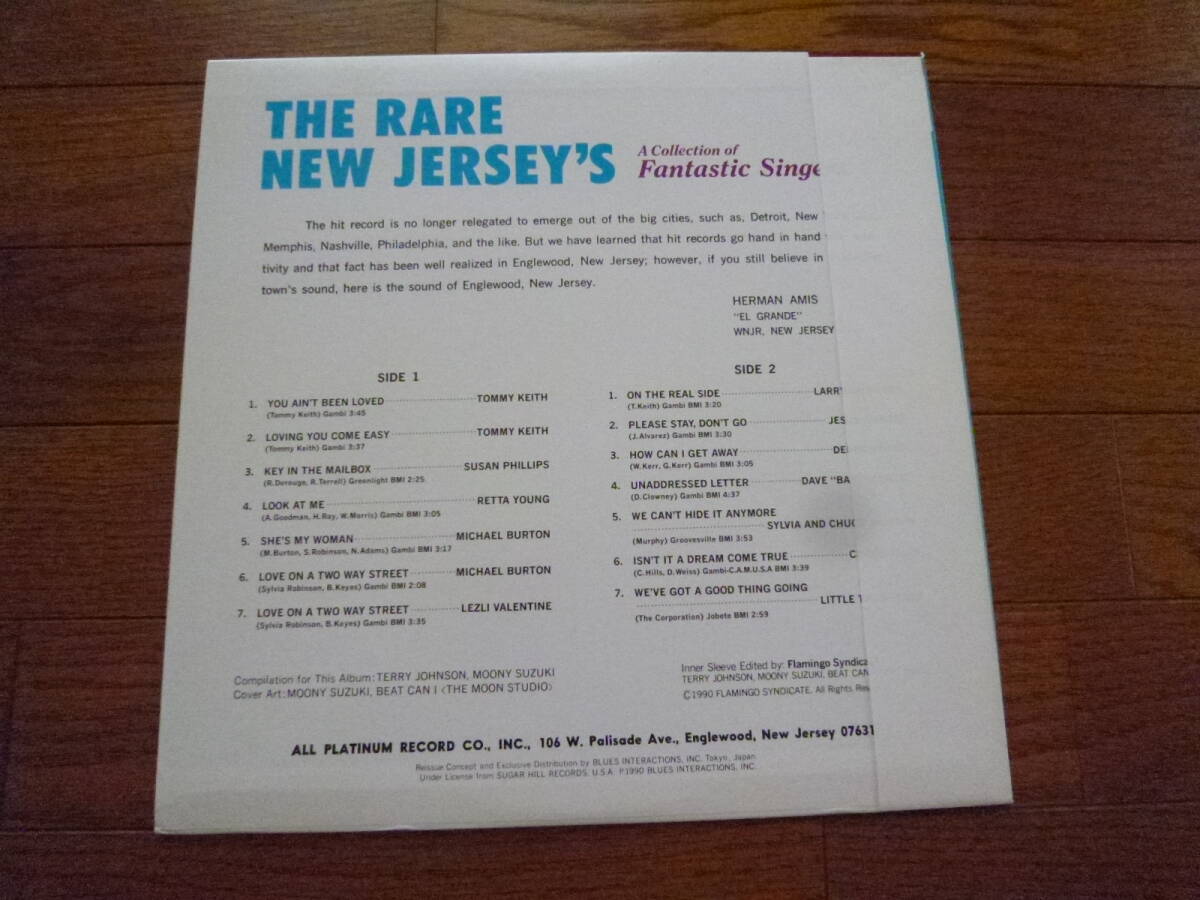 THE RARE
NEW JERSEY'S
A Collection of
Fantastic Singe
The hit record is no longer relegated to emerge out of the big cities, such as, Detroit, New
Memphis, Nashville, Philadelphia, and the like. But we have learned that hit records go hand in hand
tivity and that fact has been well realized in Englewood, New Jersey; however, if you still believe in
town's sound, here is the sound of Englewood, New Jersey.
HERMAN AMIS
"EL GRANDE"
WNJR, NEW JERSEY
SIDE 1
1. YOU AIN'T BEEN LOVED TOMMY KEITH
(Tommy Keith) Gambi 3:45
2. LOVING YOU COME EASY TOMMY KEITH
(Tommy Keith) Gambi 3:37
3. KEY IN THE MAILBOX SUSAN PHILLIPS
(R. Derouge, R. Terrell) Greenlight BMI 2:25
4. LOOK AT ME RETTA YOUNG
(A. Goodman, H. Ray, W. Morris) Gambi BMI 3:05
5. SHE'S MY WOMAN MICHAEL BURTON
(M. Burton, S. Robinson, N. Adams) Gambi BMI 3:17
6. LOVE ON A TWO WAY STREET MICHAEL BURTON
(Sylvia Robinson, B. Keyes) Gambi BMI 2:08
7. LOVE ON A TWO WAY STREET LEZLI VALENTINE
(Sylvia Robinson, B. Keyes) Gambi BMI 3:35
SIDE 2
1. ON THE REAL SIDE LARR
(T. Keith) Gambi BMI 3:20
2. PLEASE STAY, DON'T GO JES
(J. Alvarez) Gambi BMI 3:30
3. HOW CAN I GET AWAY DE
(W. Kerr, G. Kerr) Gambi BMI 3:05
4. UNADDRESSED LETTER DAVE "BA
(D. Clowney) Gambi BMI 4:37
5. WE CAN'T HIDE IT ANYMORE
SYLVIA AND CHUC
(Murphy) Groovesville BMI 3:53
6. ISN'T IT A DREAM COME TRUE C
(C. Hills, D. Weiss) Gambi-C.A.M.U.S.A BMI 3:39
7. WE'VE GOT A GOOD THING GOING
LITTLE
(The Corporation) Jobete BMI 2:59
Compilation for This Album: TERRY JOHNSON, MOONY SUZUKI
Cover Art: MOONY SUZUKI, BEAT CAN I <THE MOON STUDIO>
Inner Sleeve Edited by: Flamingo Syndica
TERRY JOHNSON, MOONY SUZUKI, BEAT CAN
©1990 FLAMINGO SYNDICATE. All Rights Res
ALL PLATINUM RECORD CO., INC., 106 W. Palisade Ave., Englewood, New Jersey 07631
Reissue Concept and Exclusive Distribution by BLUES INTERACTIONS, INC. Tokyo, Japan
Under License from SUGAR HILL RECORDS. U.S.A. P1990 BLUES INTERACTIONS, INC.